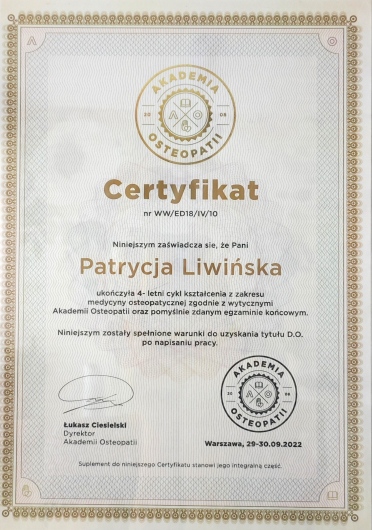 A
O
AKADEMIA
A O
20 08
OSTEOPATII
Certyfikat
nr WW/ED18/IV/10
Niniejszym zaświadcza sie, że Pani
Patrycja Liwińska
ukończyła 4- letni cykl kształcenia z zakresu
medycyny osteopatycznej zgodnie z wytycznymi
Akademii Osteopatii oraz pomyślnie zdanym egzaminie końcowym.
Niniejszym zostały spełnione warunki do uzyskania tytułu D.O.
po napisaniu pracy.
AKADEMIA
A O
20 08
OSTEOPATII
Łukasz Ciesielski
Dyrektor
Akademii Osteopatii
Warszawa, 29-30.09.2022
Suplement do niniejszego Certyfikatu stanowi jego integralną część.